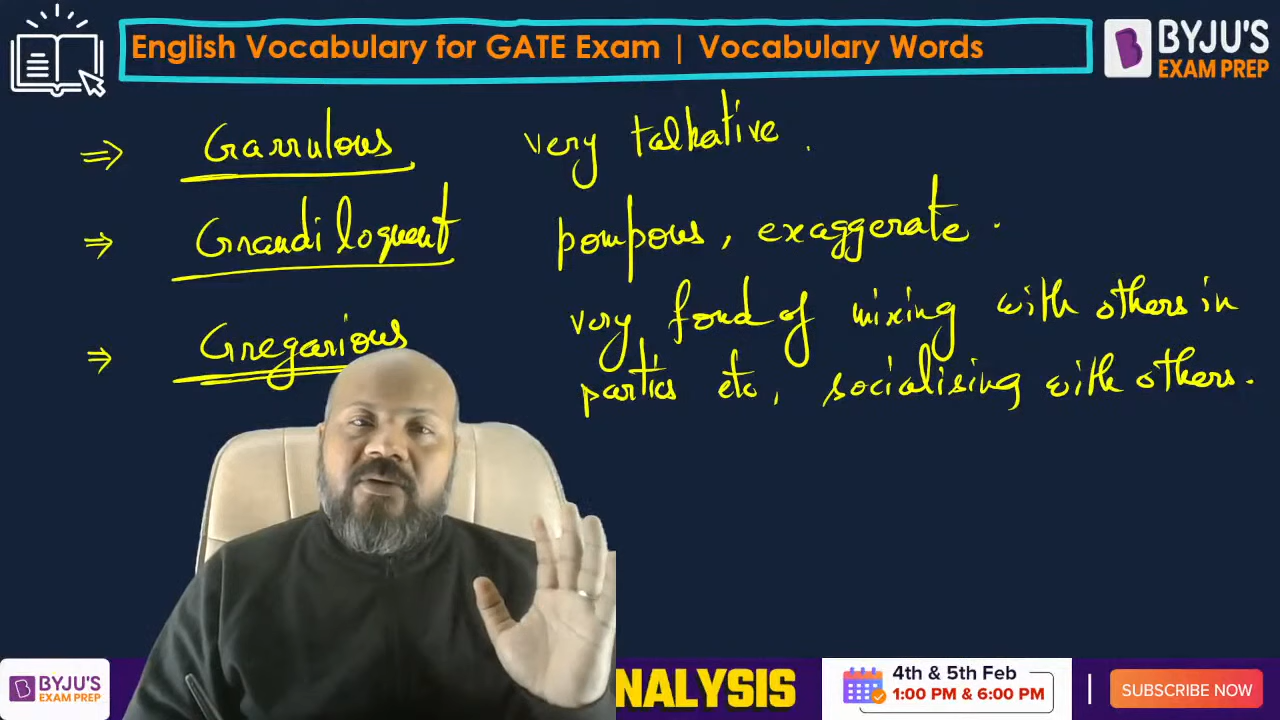 English Vocabulary for GATE Exam | Vocabulary Words
BYJU'S
EXAM PREP
⇒ Garrulous very talkative.
⇒ Grandiloquent pompous, exaggerate.
⇒ Gregarious very fond of mixing with others in
parties etc, socialising with others.
BYJU'S
EXAM PREP
NALYSIS
4th & 5th Feb
1:00 PM & 6:00 PM
|
SUBSCRIBE NOW